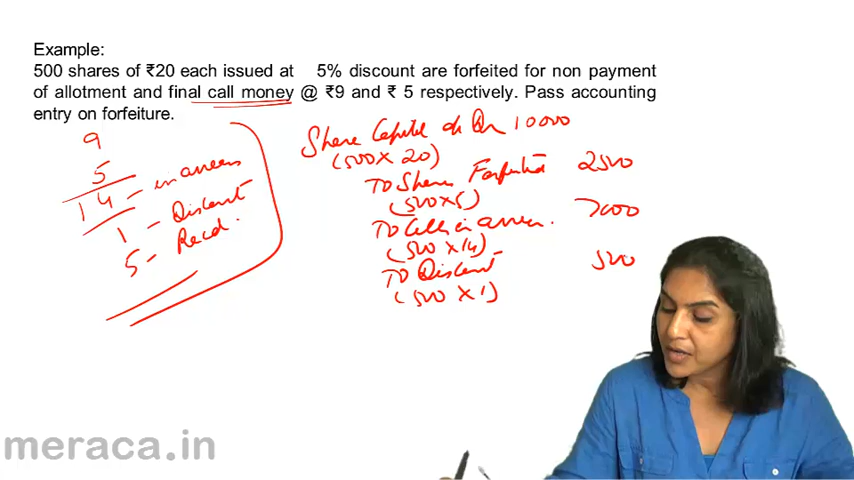 Example:
500 shares of ₹20 each issued at 5% discount are forfeited for non payment
of allotment and final call money @ ₹9 and ₹ 5 respectively. Pass accounting
entry on forfeiture.
9
5
14 - in arrears
1 - Discount
5 - Recd.
Share Capital a/c Dr 10000
(500 x 20)
To Share Forfeited 2500
(500 x 5)
To Calls in arrear. 7000
(500 x 14)
To Discount 500
(500 x 1)
meraca.in